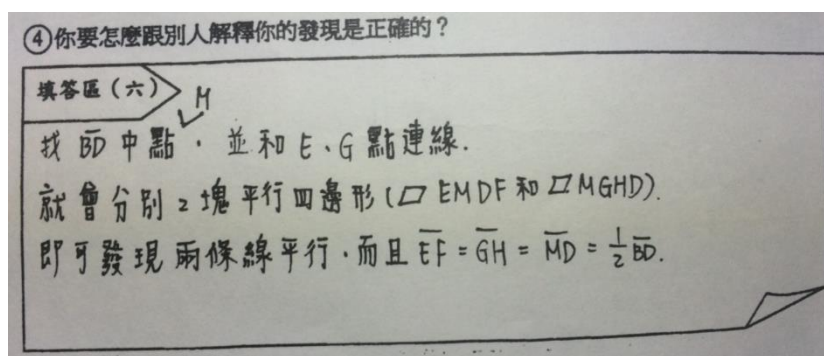 ④你要怎麼跟別人解釋你的發現是正確的？
填答區（六）
M
找 BD 中點，並和 E、G 點連線.
就會分別 2 塊平行四邊形 (▱ EMDF 和 ▱ MGHD).
即可發現兩條線平行，而且 EF = GH = MD = 1/2 BD.